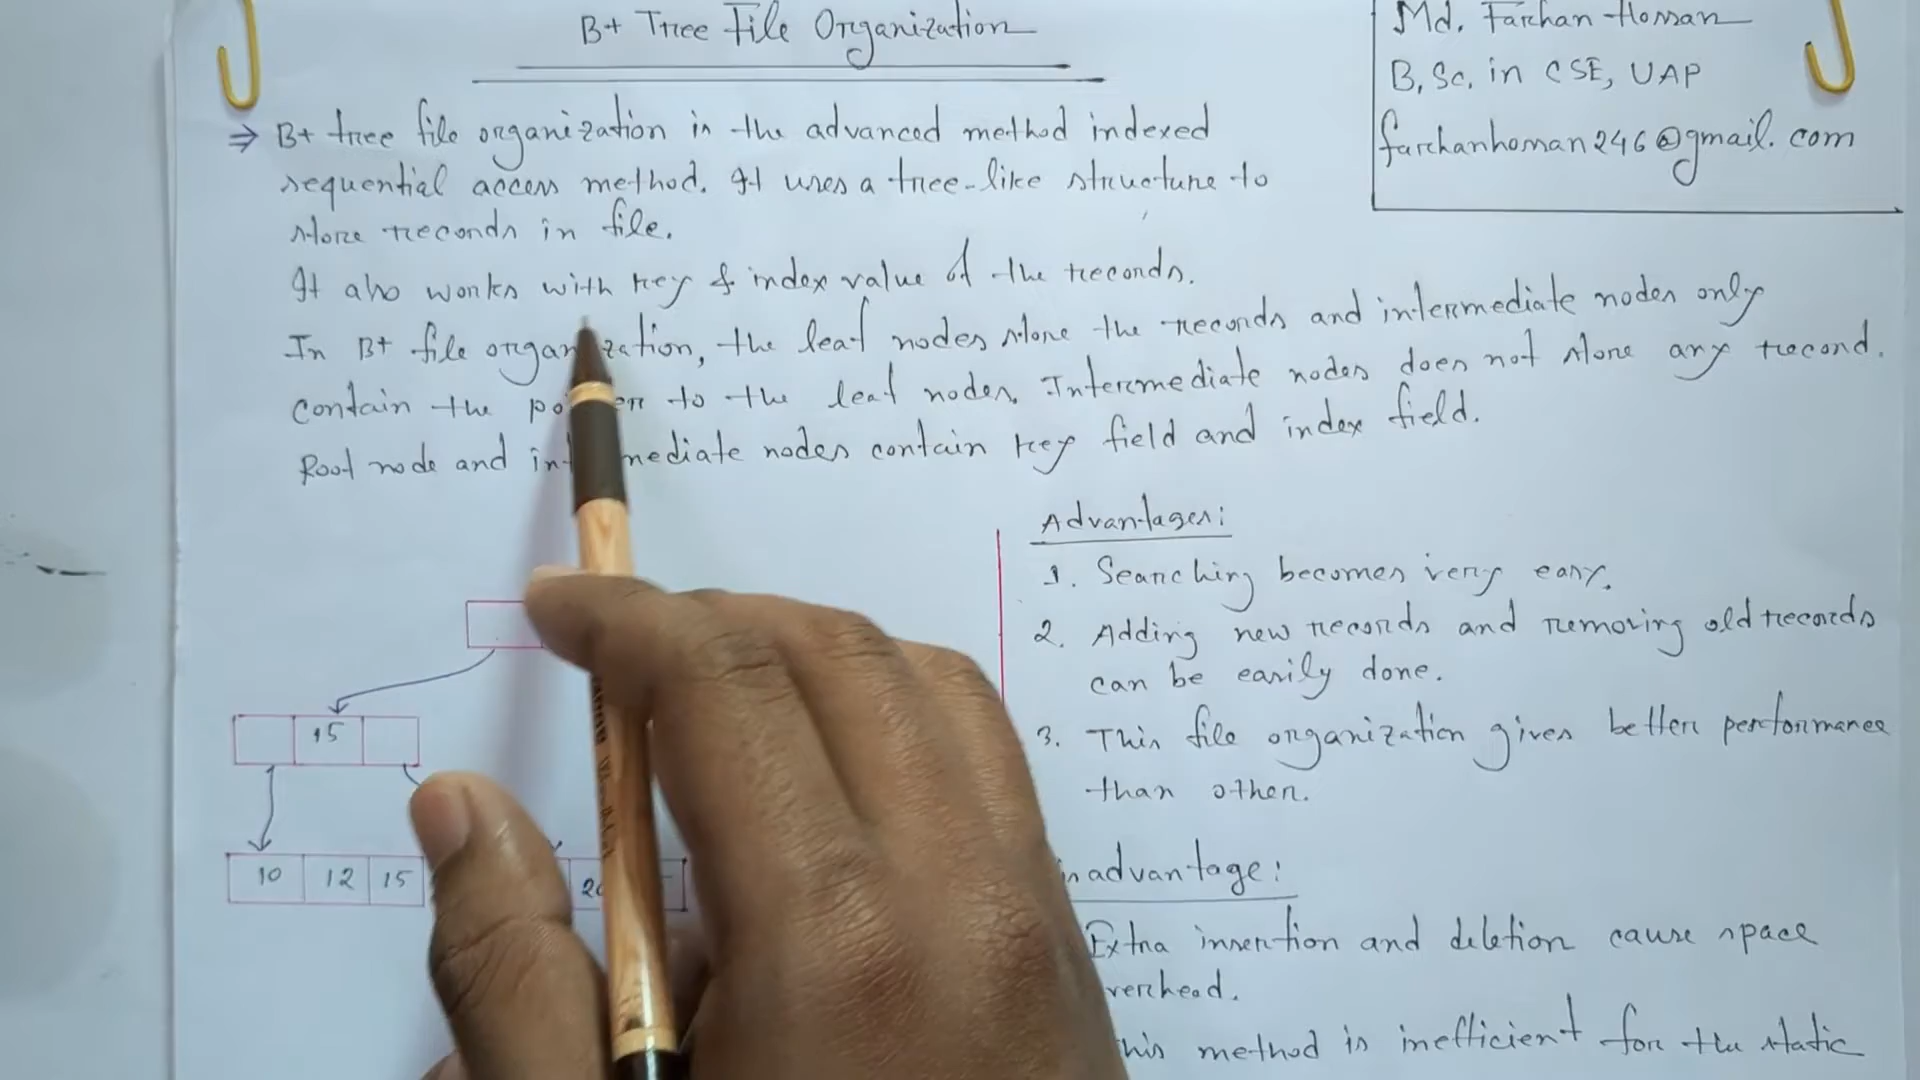 B+ Tree File Organization
Md. Farhan Hossan
B.Sc. in CSE, UAP
farhanhossan246@gmail.com
⇒ B+ tree file organization is the advanced method indexed
sequential access method. It uses a tree-like structure to
store records in file.
It also works with key & index value of the records.
In B+ file organization, the leaf nodes store the records and intermediate nodes only
contain the to the leaf nodes. Intermediate nodes does not store any record.
Root node and nodes contain key field and index field.
Advantages:
1. Searching becomes very easy.
2. Adding new records and removing old records
can be easily done.
3. This file organization gives better performance
than other.
15
10 12 15
Extra insertion and deletion cause space
method is inefficient for the static